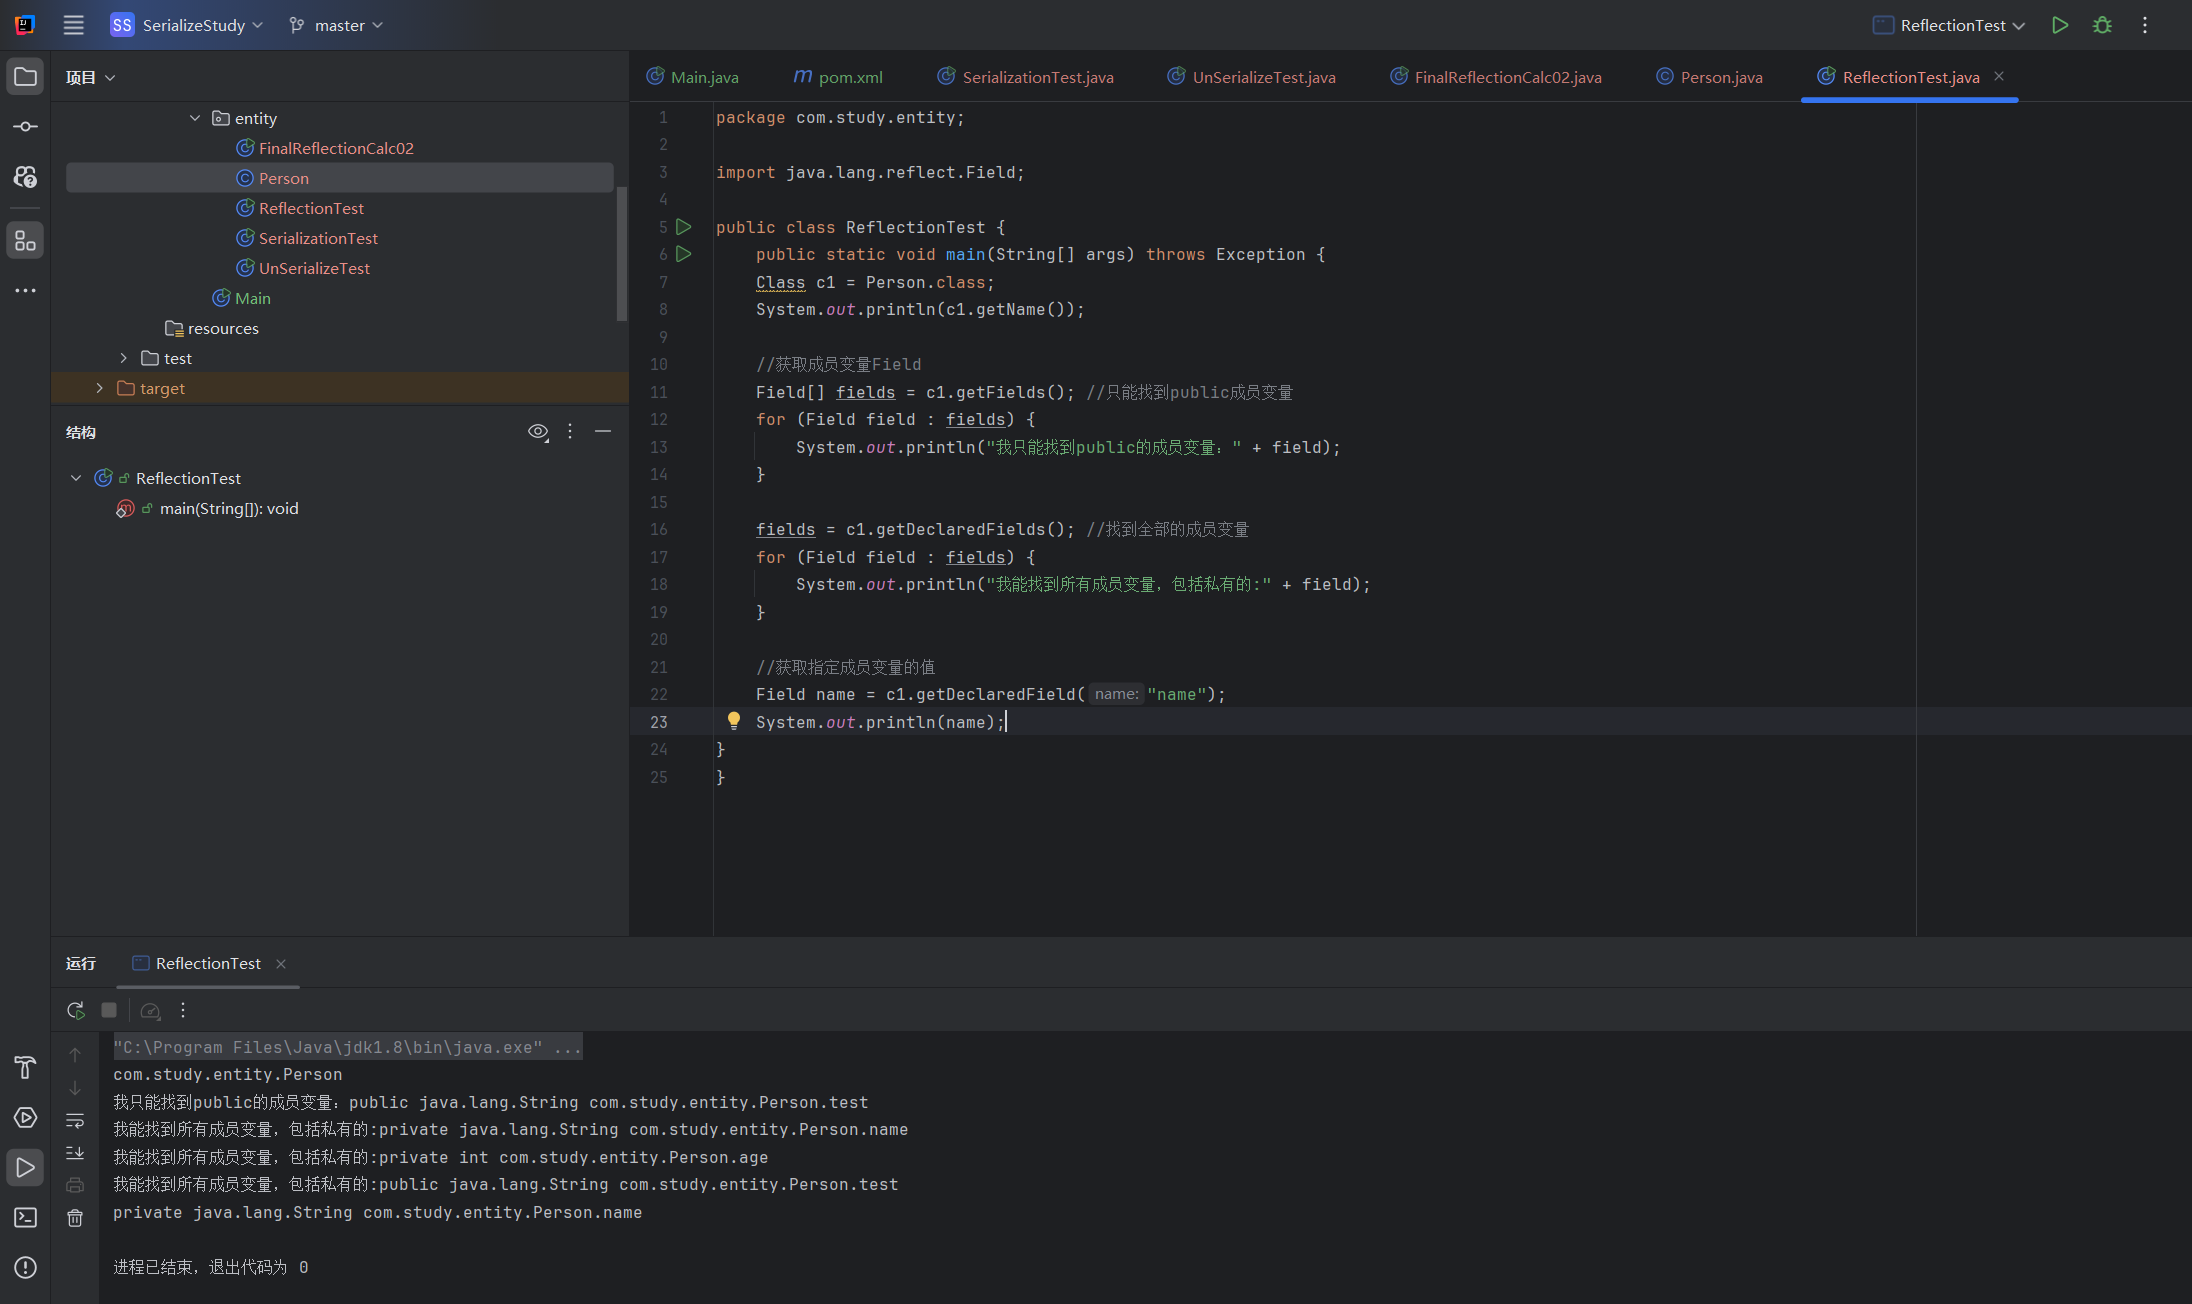 SS SerializeStudy master ReflectionTest
项目
Main.java pom.xml SerializationTest.java UnSerializeTest.java FinalReflectionCalc02.java Person.java ReflectionTest.java
entity
FinalReflectionCalc02
Person
ReflectionTest
SerializationTest
UnSerializeTest
Main
resources
test
target
结构
ReflectionTest
main(String[]): void
1 package com.study.entity;
2
3 import java.lang.reflect.Field;
4
5 public class ReflectionTest {
6 public static void main(String[] args) throws Exception {
7 Class c1 = Person.class;
8 System.out.println(c1.getName());
9
10 //获取成员变量Field
11 Field[] fields = c1.getFields(); //只能找到public成员变量
12 for (Field field : fields) {
13 System.out.println("我只能找到public的成员变量：" + field);
14 }
15
16 fields = c1.getDeclaredFields(); //找到全部的成员变量
17 for (Field field : fields) {
18 System.out.println("我能找到所有成员变量，包括私有的:" + field);
19 }
20
21 //获取指定成员变量的值
22 Field name = c1.getDeclaredField( name: "name");
23 System.out.println(name);
24 }
25 }
运行 ReflectionTest
"C:\Program Files\Java\jdk1.8\bin\java.exe" ...
com.study.entity.Person
我只能找到public的成员变量：public java.lang.String com.study.entity.Person.test
我能找到所有成员变量，包括私有的:private java.lang.String com.study.entity.Person.name
我能找到所有成员变量，包括私有的:private int com.study.entity.Person.age
我能找到所有成员变量，包括私有的:public java.lang.String com.study.entity.Person.test
private java.lang.String com.study.entity.Person.name
进程已结束，退出代码为 0